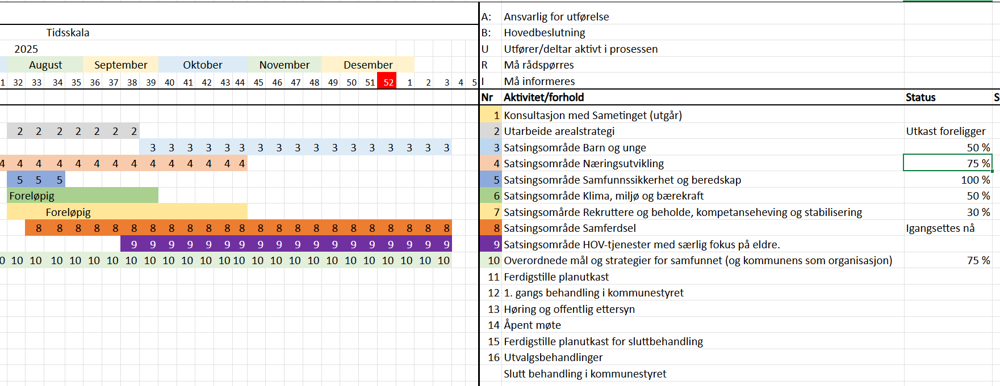 A: Ansvarlig for utførelse
Tidsskala B: Hovedbeslutning
2025 U Utfører/deltar aktivt i prosessen
August September Oktober November Desember R Må rådspørres
1 32 33 34 35 36 37 38 39 40 41 42 43 44 45 46 47 48 49 50 51 52 1 2 3 4 5 I Må informeres
Nr Aktivitet/forhold Status S
1 Konsultasjon med Sametinget (utgår)
2 2 2 2 2 2 2 2 Utarbeide arealstrategi Utkast foreligger
3 3 3 3 3 3 3 3 3 3 3 3 3 3 3 3 3 3 Satsingsområde Barn og unge 50 %
4 4 4 4 4 4 4 4 4 4 4 4 4 4 4 4 Satsingsområde Næringsutvikling 75 %
5 5 5 5 Satsingsområde Samfunnssikkerhet og beredskap 100 %
Foreløpig 6 Satsingsområde Klima, miljø og bærekraft 50 %
Foreløpig 7 Satsingsomårde Rekruttere og beholde, kompetanseheving og stabilisering 30 %
8 8 8 8 8 8 8 8 8 8 8 8 8 8 8 8 8 8 8 8 8 8 8 8 Satsingsområde Samferdsel Igangsettes nå
9 9 9 9 9 9 9 9 9 9 9 9 9 9 9 9 9 9 9 Satsingsområde HOV-tjenester med særlig fokus på eldre.
0 10 10 10 10 10 10 10 10 10 10 10 10 10 10 10 10 10 10 10 10 10 10 10 10 10 Overordnede mål og strategier for samfunnet (og kommunens som organisasjon) 75 %
11 Ferdigstille planutkast
12 1. gangs behandling i kommunestyret
13 Høring og offentlig ettersyn
14 Åpent møte
15 Ferdigstille planutkast for sluttbehandling
16 Utvalgsbehandlinger
Slutt behandling i kommunestyret